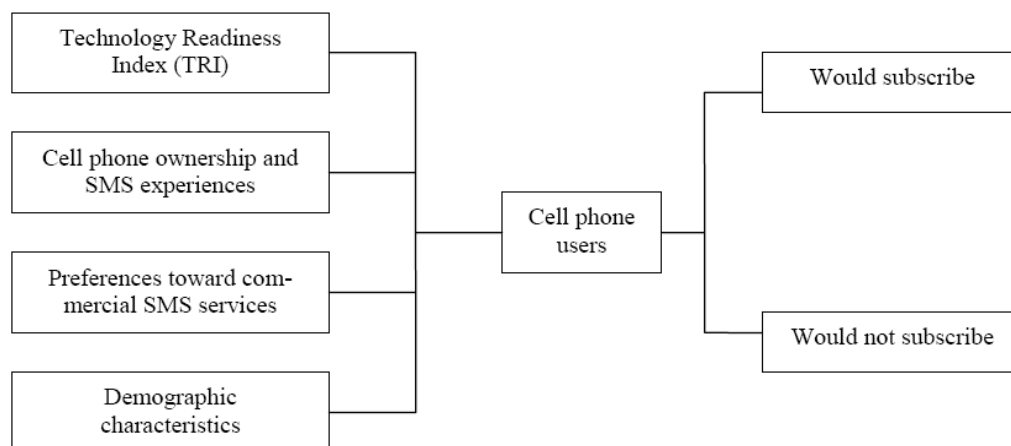 Technology Readiness
Index (TRI)
Cell phone ownership and
SMS experiences
Preferences toward com-
mercial SMS services
Demographic
characteristics
Cell phone
users
Would subscribe
Would not subscribe